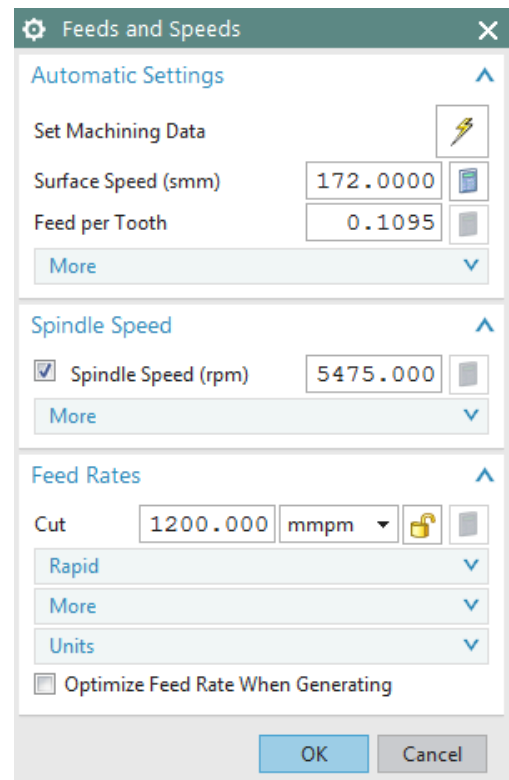 Feeds and Speeds
Automatic Settings
Set Machining Data
Surface Speed (smm) 172.0000
Feed per Tooth 0.1095
More
Spindle Speed
Spindle Speed (rpm) 5475.000
More
Feed Rates
Cut 1200.000 mmpm
Rapid
More
Units
Optimize Feed Rate When Generating
OK Cancel